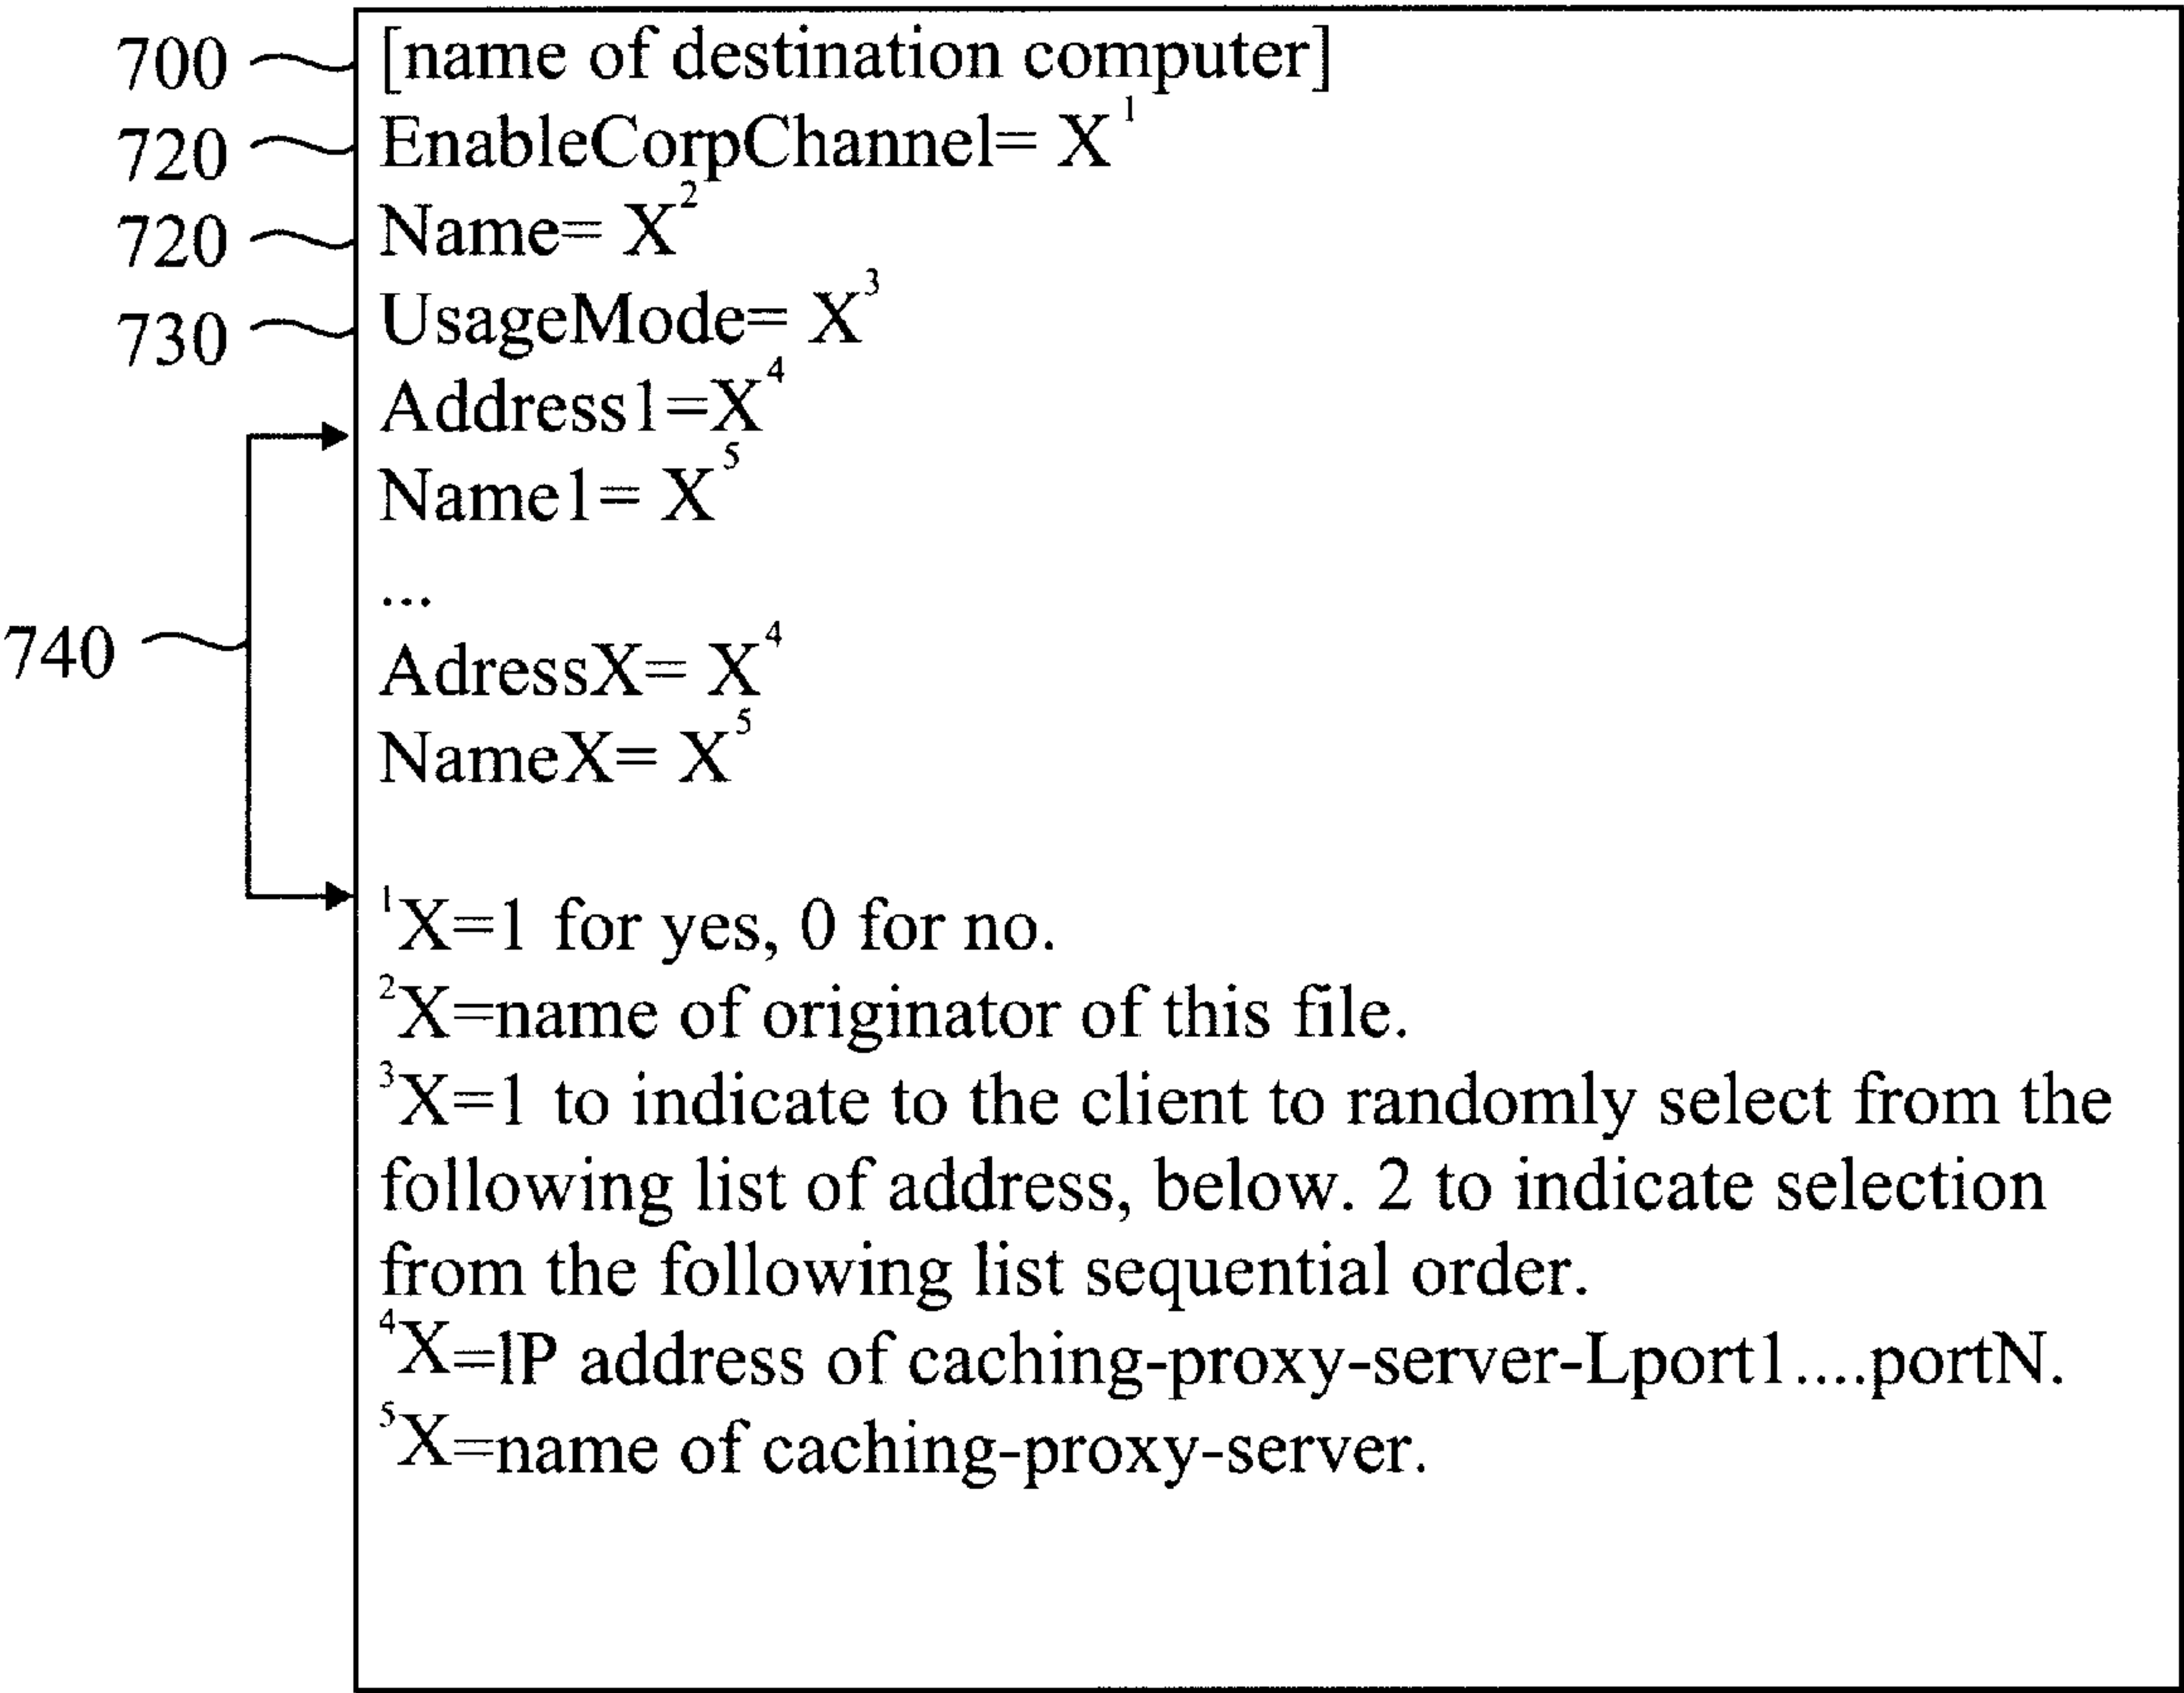 700 [name of destination computer]
720 EnableCorpChannel= X¹
720 Name= X²
730 UsageMode= X³
Address1=X⁴
Name1= X⁵
...
740
AdressX= X⁴
NameX= X⁵
¹X=1 for yes, 0 for no.
²X=name of originator of this file.
³X=1 to indicate to the client to randomly select from the
following list of address, below. 2 to indicate selection
from the following list sequential order.
⁴X=IP address of caching-proxy-server-Lport1....portN.
⁵X=name of caching-proxy-server.